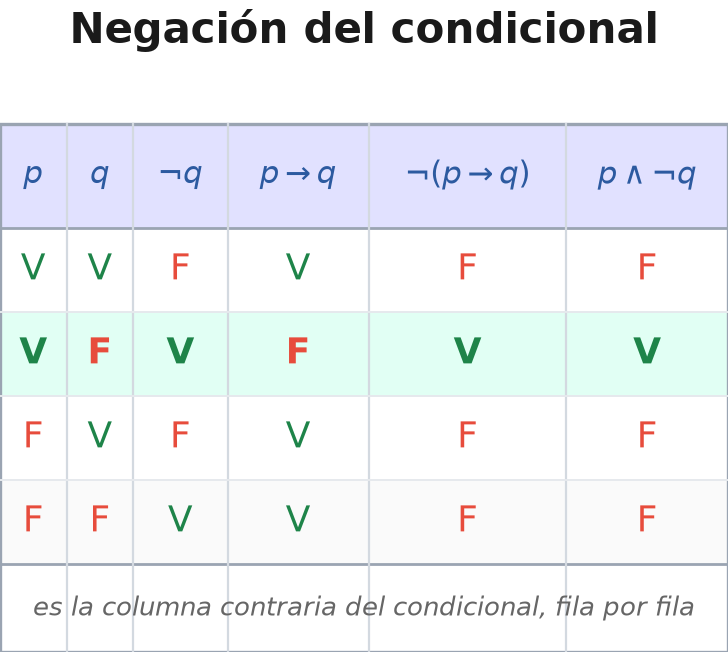 Negación del condicional
p q ¬q p → q ¬(p → q) p ∧ ¬q
V V F V F F
V F V F V V
F V F V F F
F F V V F F
es la columna contraria del condicional, fila por fila